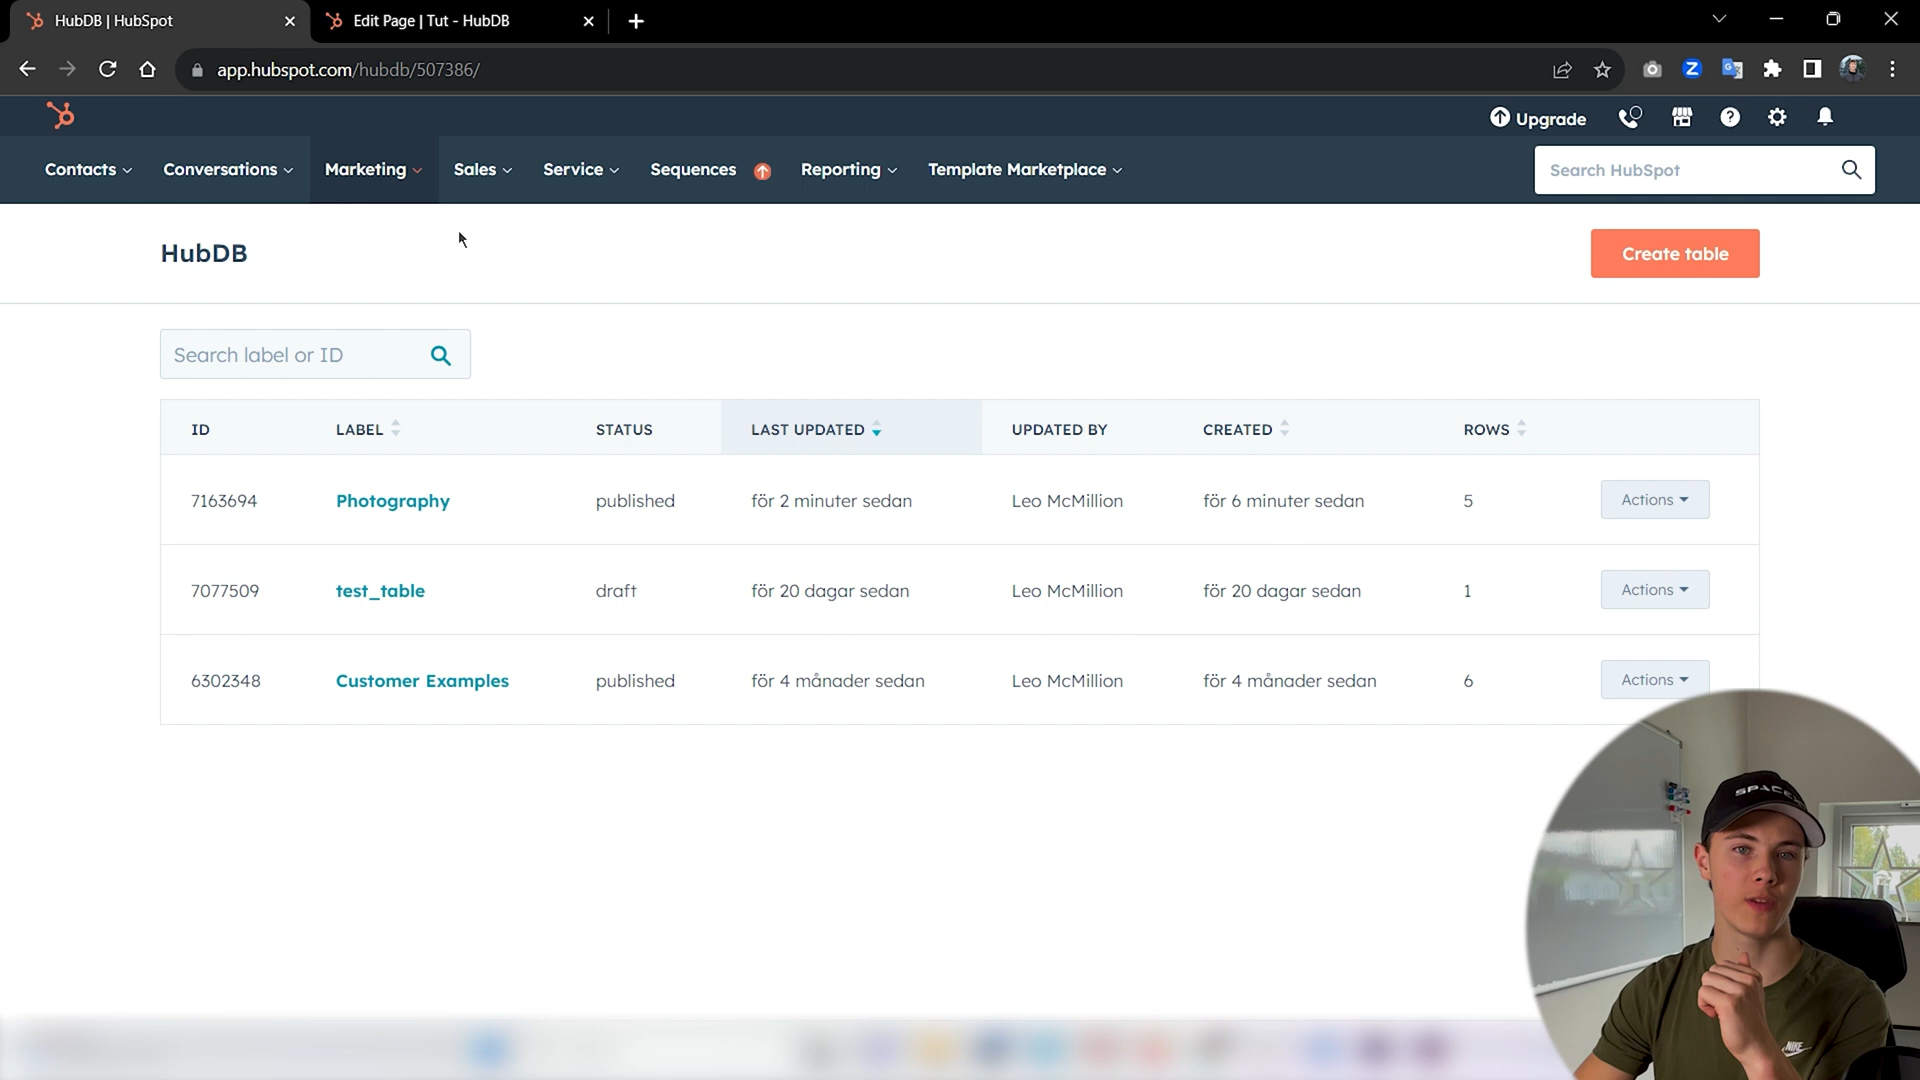 HubDB | HubSpot
Edit Page | Tut - HubDB
app.hubspot.com/hubdb/507386/
Upgrade
Contacts
Conversations
Marketing
Sales
Service
Sequences
Reporting
Template Marketplace
Search HubSpot
HubDB
Create table
Search label or ID
ID LABEL STATUS LAST UPDATED UPDATED BY CREATED ROWS
7163694 Photography published för 2 minuter sedan Leo McMillion för 6 minuter sedan 5 Actions
7077509 test_table draft för 20 dagar sedan Leo McMillion för 20 dagar sedan 1 Actions
6302348 Customer Examples published för 4 månader sedan Leo McMillion för 4 månader sedan 6 Actions
NIKE